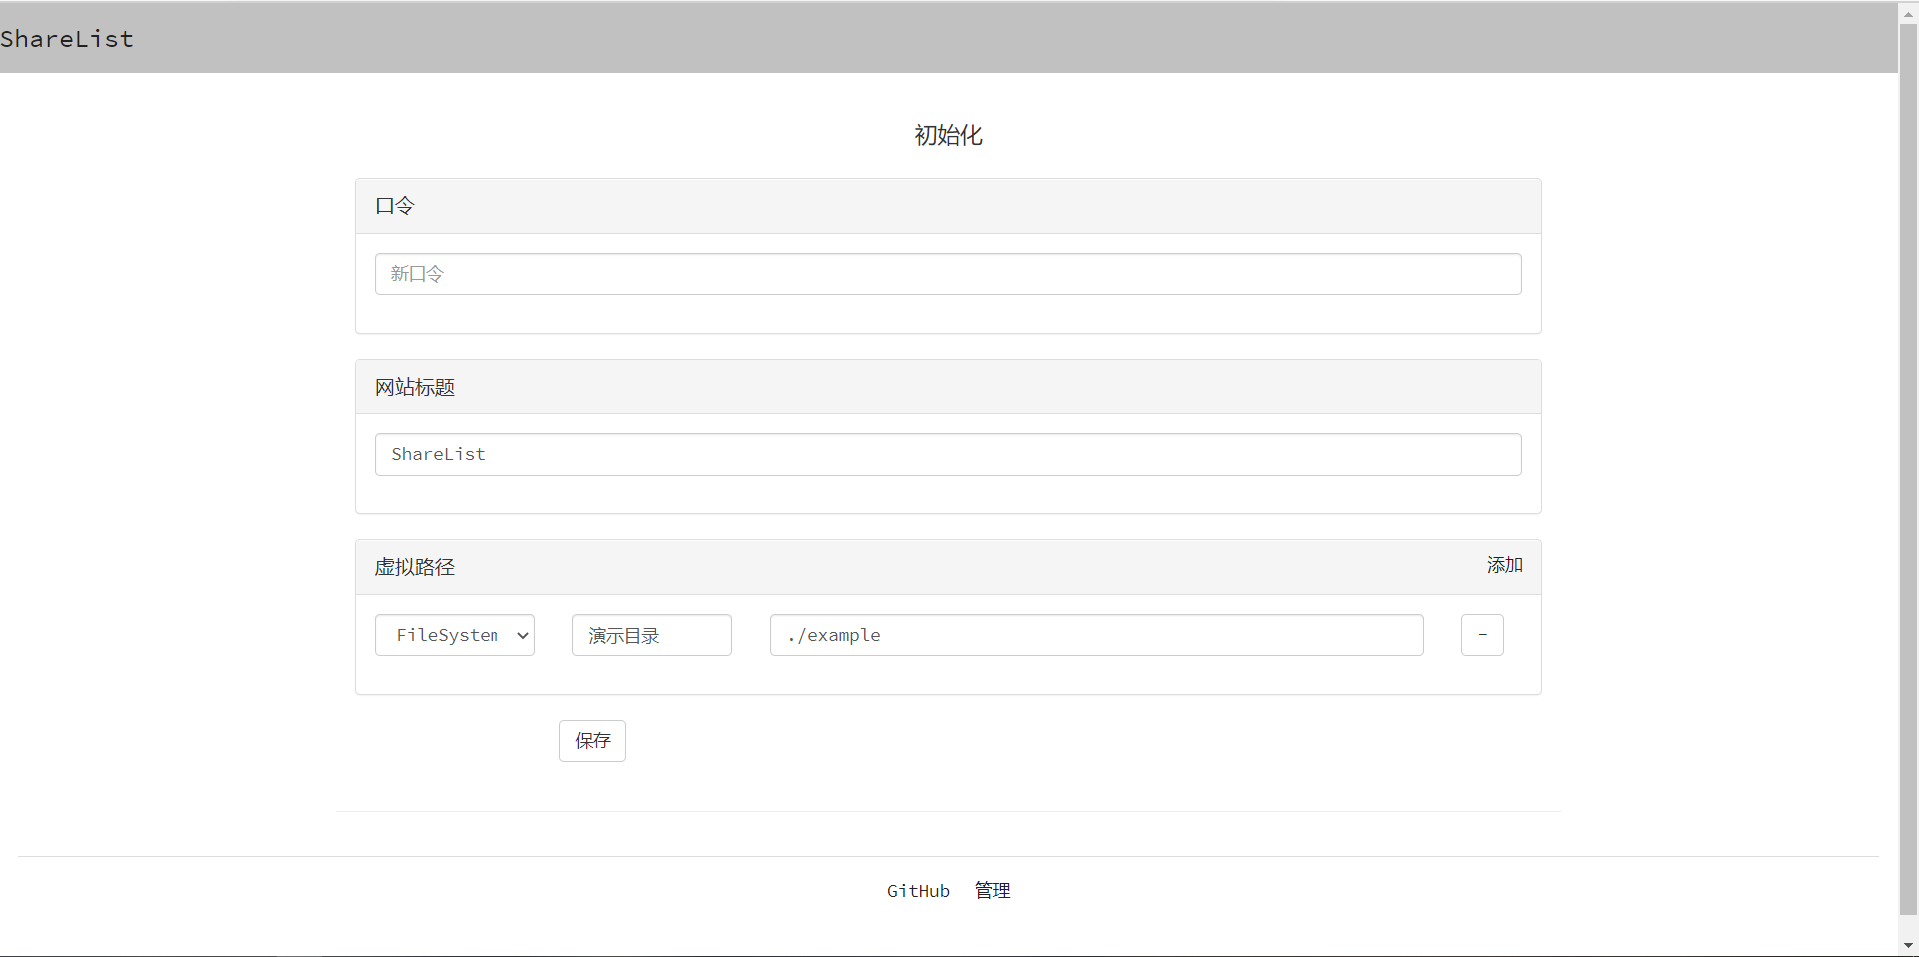 ShareList
初始化
口令
新口令
网站标题
ShareList
虚拟路径 添加
FileSystem 演示目录 ./example -
保存
GitHub 管理